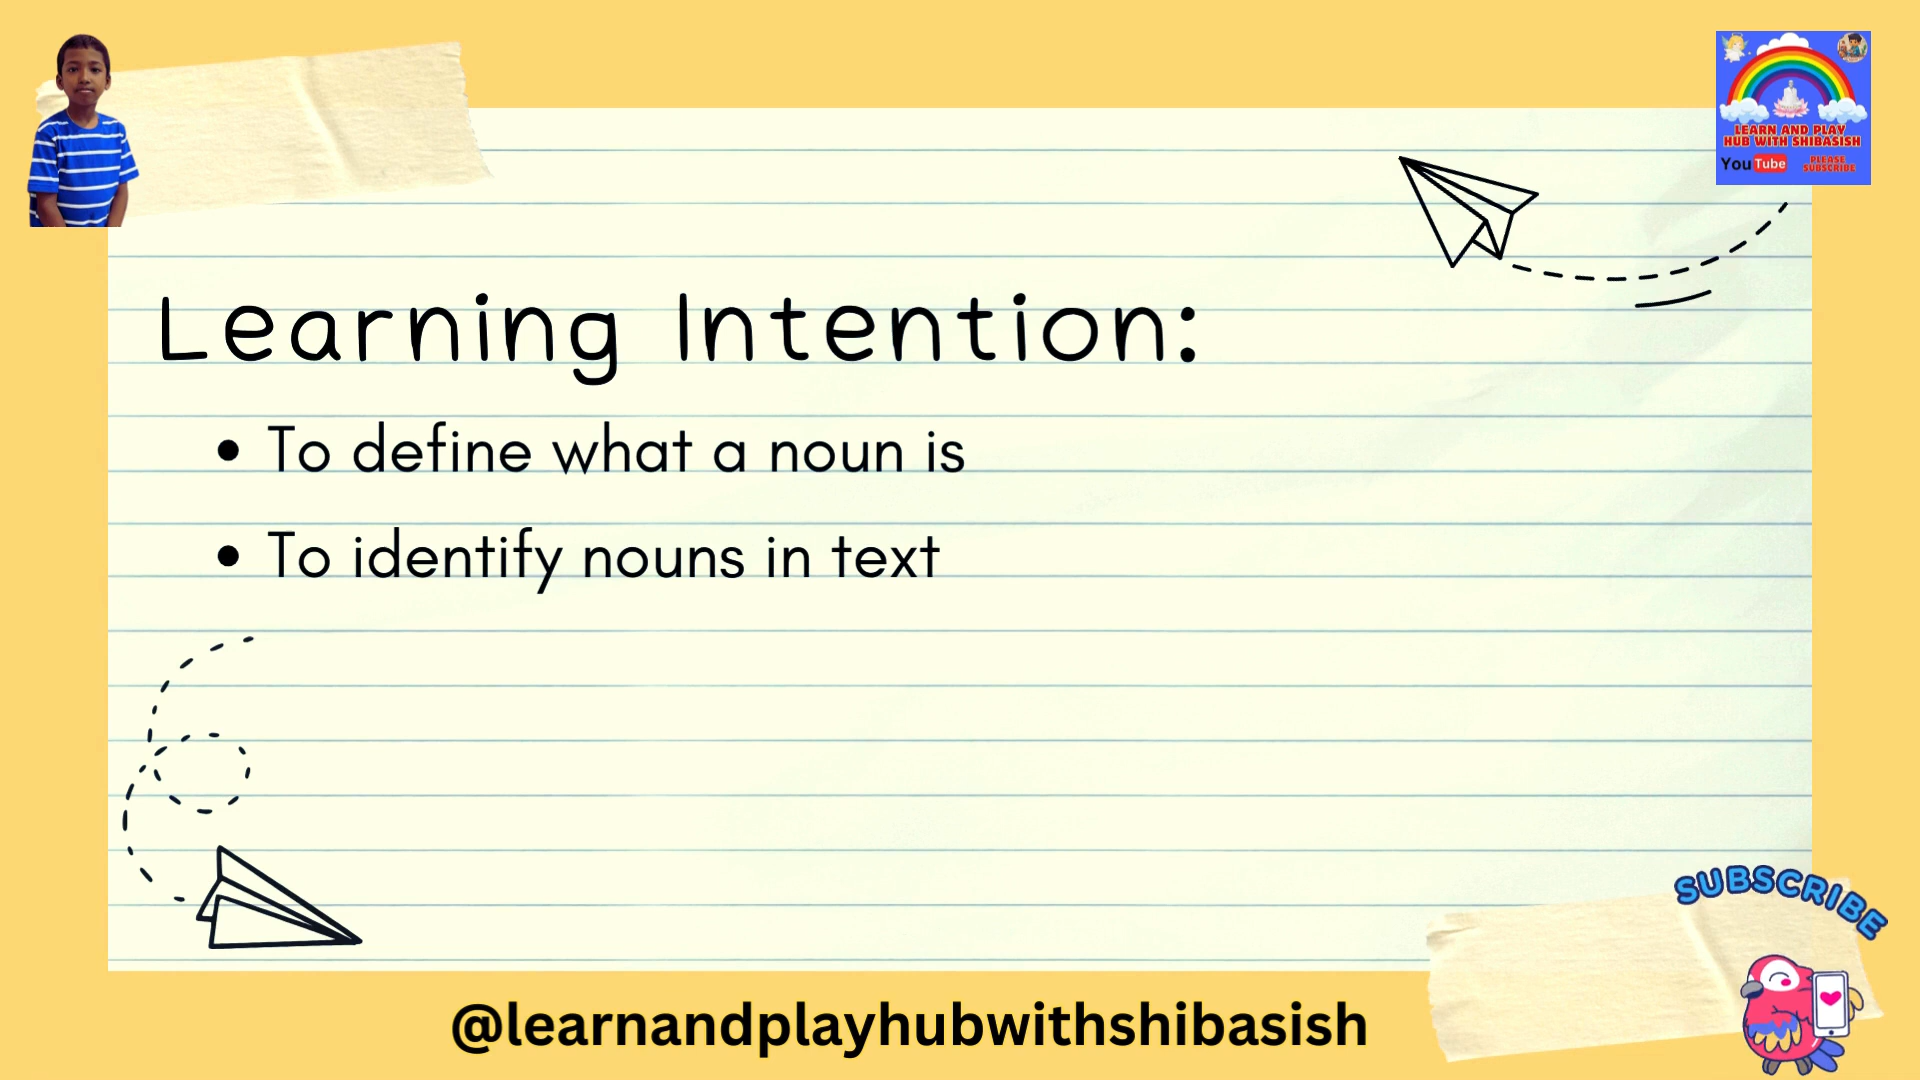 LEARN AND PLAY
HUB WITH SHIBASISH
YouTube PLEASE SUBSCRIBE
Learning Intention:
• To define what a noun is
• To identify nouns in text
SUBSCRIBE
@learnandplayhubwithshibasish